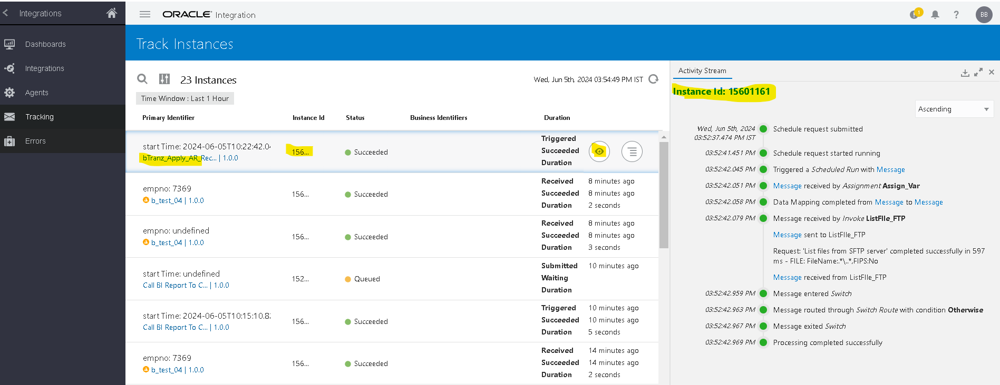 Integrations
ORACLE Integration
1
?
BB
Dashboards
Integrations
Agents
Tracking
Errors
Track Instances
23 Instances
Wed, Jun 5th, 2024 03:54:49 PM IST
Time Window : Last 1 Hour
Primary Identifier Instance Id Status Business Identifiers Duration
start Time: 2024-06-05T10:22:42.04
bTranz_Apply_AR_Rec... | 1.0.0
156...
Succeeded
Triggered
Succeeded
Duration
empno: 7369
b_test_04 | 1.0.0
156...
Succeeded
Received 8 minutes ago
Succeeded 8 minutes ago
Duration 2 seconds
empno: undefined
b_test_04 | 1.0.0
156...
Succeeded
Received 8 minutes ago
Succeeded 8 minutes ago
Duration 3 seconds
start Time: undefined
Call BI Report To C... | 1.0.0
152...
Queued
Submitted 10 minutes ago
Waiting
Duration
start Time: 2024-06-05T10:15:10.8
Call BI Report To C... | 1.0.0
156...
Succeeded
Triggered 10 minutes ago
Succeeded 10 minutes ago
Duration 5 seconds
empno: 7369
b_test_04 | 1.0.0
156...
Succeeded
Received 14 minutes ago
Succeeded 14 minutes ago
Duration 2 seconds
Activity Stream
Instance Id: 15601161
Ascending
Wed, Jun 5th, 2024
03:52:37.474 PM IST
Schedule request submitted
03:52:41.451 PM Schedule request started running
03:52:42.045 PM Triggered a Scheduled Run with Message
03:52:42.051 PM Message received by Assignment Assign_Var
03:52:42.058 PM Data Mapping completed from Message to Message
03:52:42.079 PM Message received by Invoke ListFIle_FTP
Message sent to ListFIle_FTP
Request: 'List files from SFTP server' completed successfully in 597
ms - FILE: FileName:.*\..*,FIPS:No
Message received from ListFIle_FTP
03:52:42.959 PM Message entered Switch
03:52:42.963 PM Message routed through Switch Route with condition Otherwise
03:52:42.967 PM Message exited Switch
03:52:42.969 PM Processing completed successfully